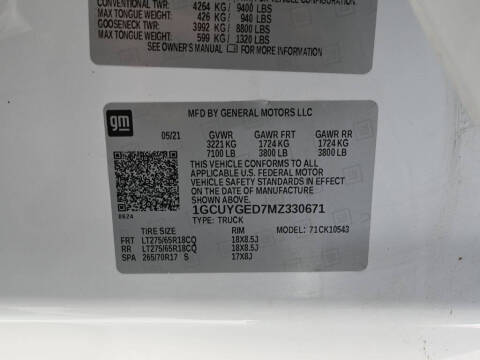 CONVENTIONAL TWR: 4264 KG/ 9400 LBS
MAX TONGUE WEIGHT: 426 KG/ 940 LBS
GOOSENECK TWR: 3992 KG/ 8800 LBS
MAX TONGUE WEIGHT: 599 KG/ 1320 LBS
SEE OWNER'S MANUAL FOR MORE INFORMATION
gm
MFD BY GENERAL MOTORS LLC
05/21 GVWR GAWR FRT GAWR RR
3221 KG 1724 KG 1724 KG
7100 LB 3800 LB 3800 LB
THIS VEHICLE CONFORMS TO ALL
APPLICABLE U.S. FEDERAL MOTOR
VEHICLE SAFETY, BUMPER, AND THEFT
PREVENTION STANDARDS IN EFFECT
ON THE DATE OF MANUFACTURE
SHOWN ABOVE.
1GCUYGED7MZ330671
0624 TYPE: TRUCK
MODEL: 71CK10543
TIRE SIZE RIM
FRT LT275/65R18CQ 18X8.5J
RR LT275/65R18CQ 18X8.5J
SPA 265/70R17 S 17X8J